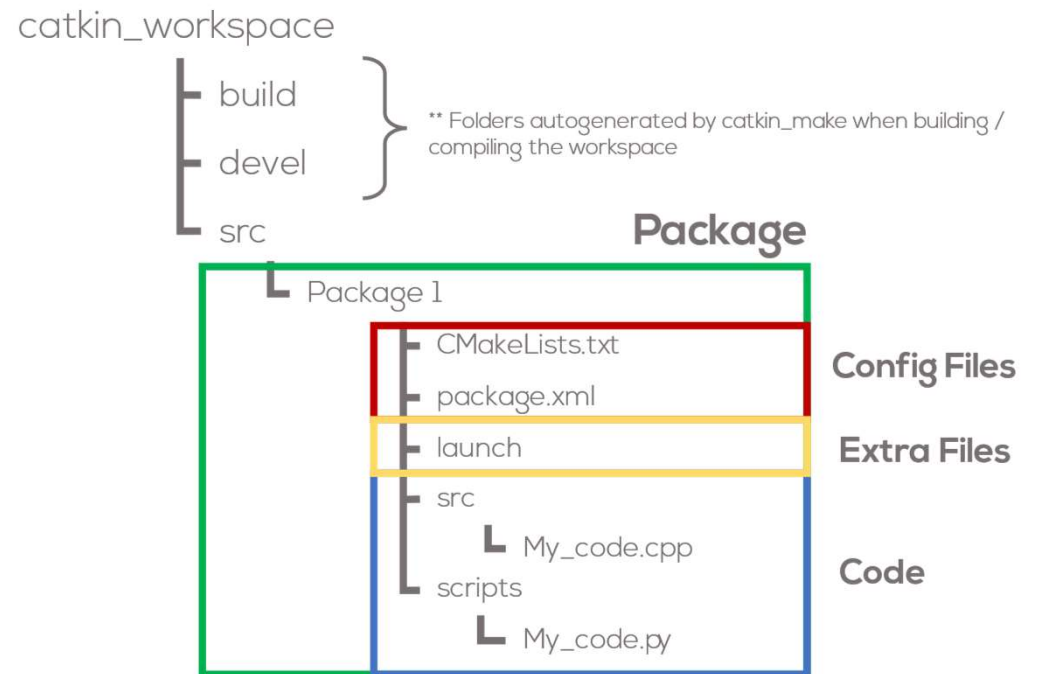 catkin_workspace
build
devel
** Folders autogenerated by catkin_make when building /
compiling the workspace
src
Package
Package 1
CMakeLists.txt
package.xml
Config Files
launch
Extra Files
src
My_code.cpp
Code
scripts
My_code.py